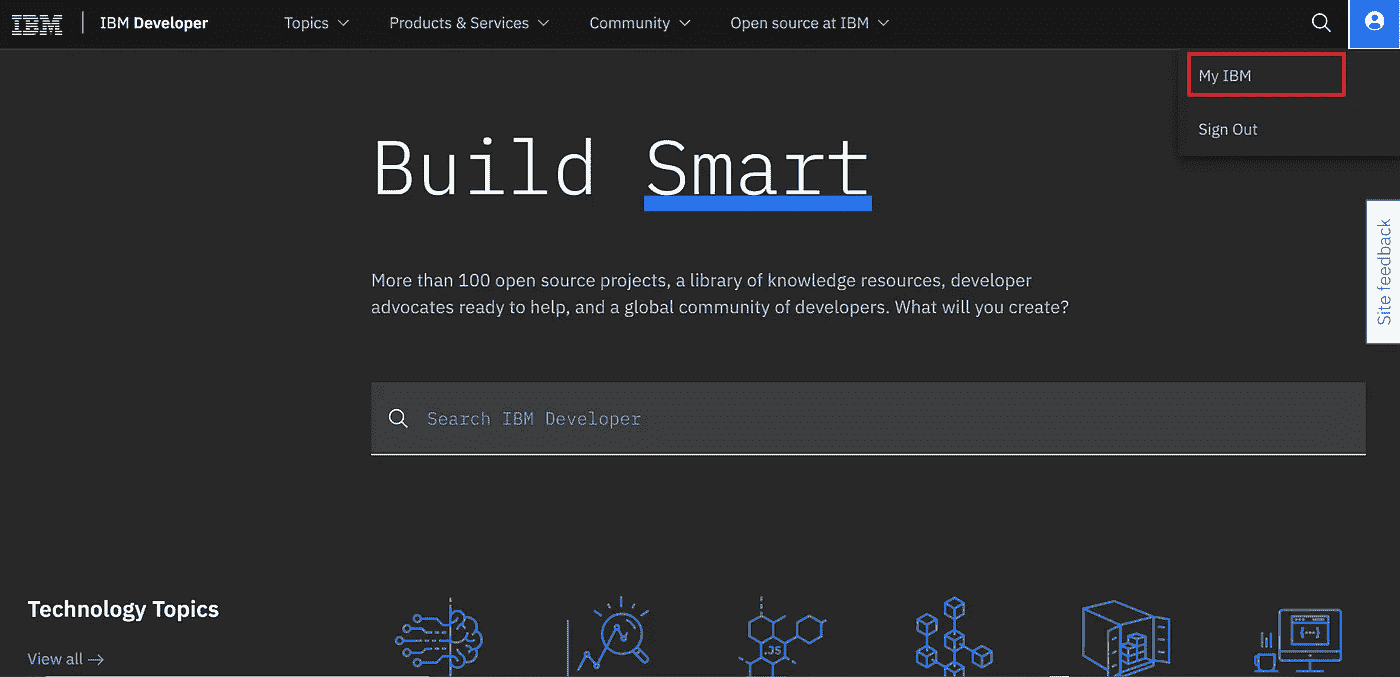 IBM
IBM Developer
Topics
Products & Services
Community
Open source at IBM
My IBM
Sign Out
Build Smart
Site feedback
More than 100 open source projects, a library of knowledge resources, developer
advocates ready to help, and a global community of developers. What will you create?
Search IBM Developer
Technology Topics
View all →
.JS